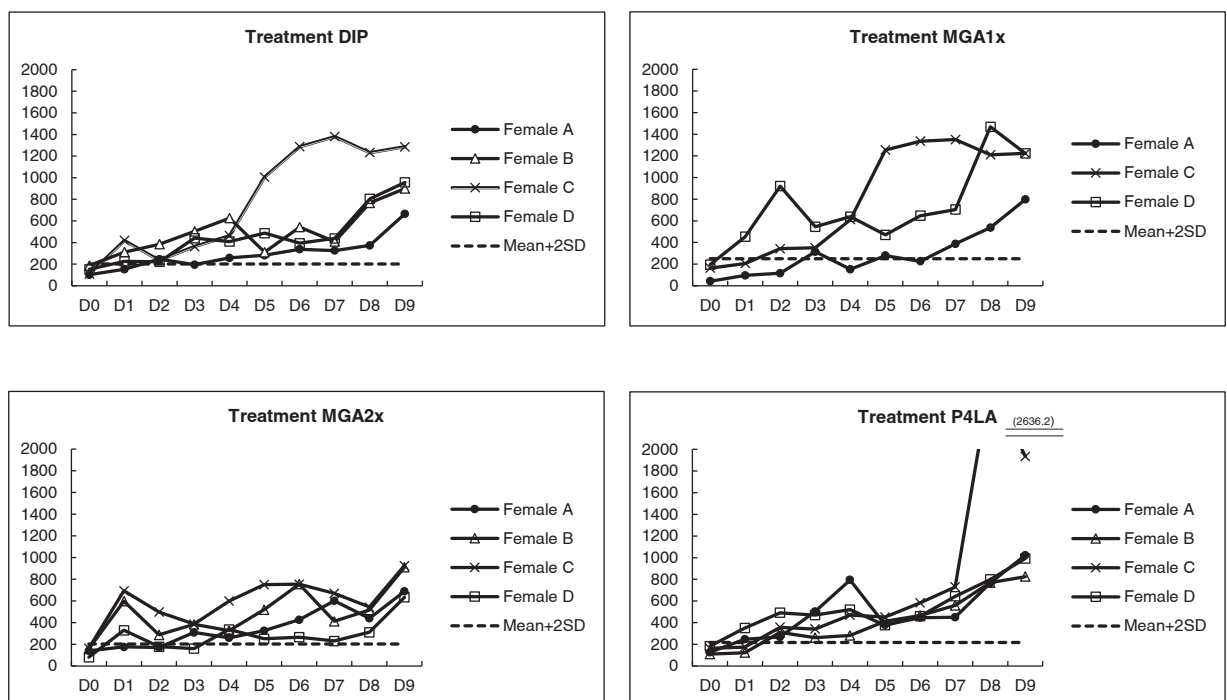 Treatment DIP
2000
1800
1600
1400
1200
1000
800
600
400
200
0
D0 D1 D2 D3 D4 D5 D6 D7 D8 D9
Female A
Female B
Female C
Female D
Mean+2SD
Treatment MGA1x
2000
1800
1600
1400
1200
1000
800
600
400
200
0
D0 D1 D2 D3 D4 D5 D6 D7 D8 D9
Female A
Female C
Female D
Mean+2SD
Treatment MGA2x
2000
1800
1600
1400
1200
1000
800
600
400
200
0
D0 D1 D2 D3 D4 D5 D6 D7 D8 D9
Female A
Female B
Female C
Female D
Mean+2SD
Treatment P4LA
(2636.2)
2000
1800
1600
1400
1200
1000
800
600
400
200
0
D0 D1 D2 D3 D4 D5 D6 D7 D8 D9
Female A
Female B
Female C
Female D
Mean+2SD